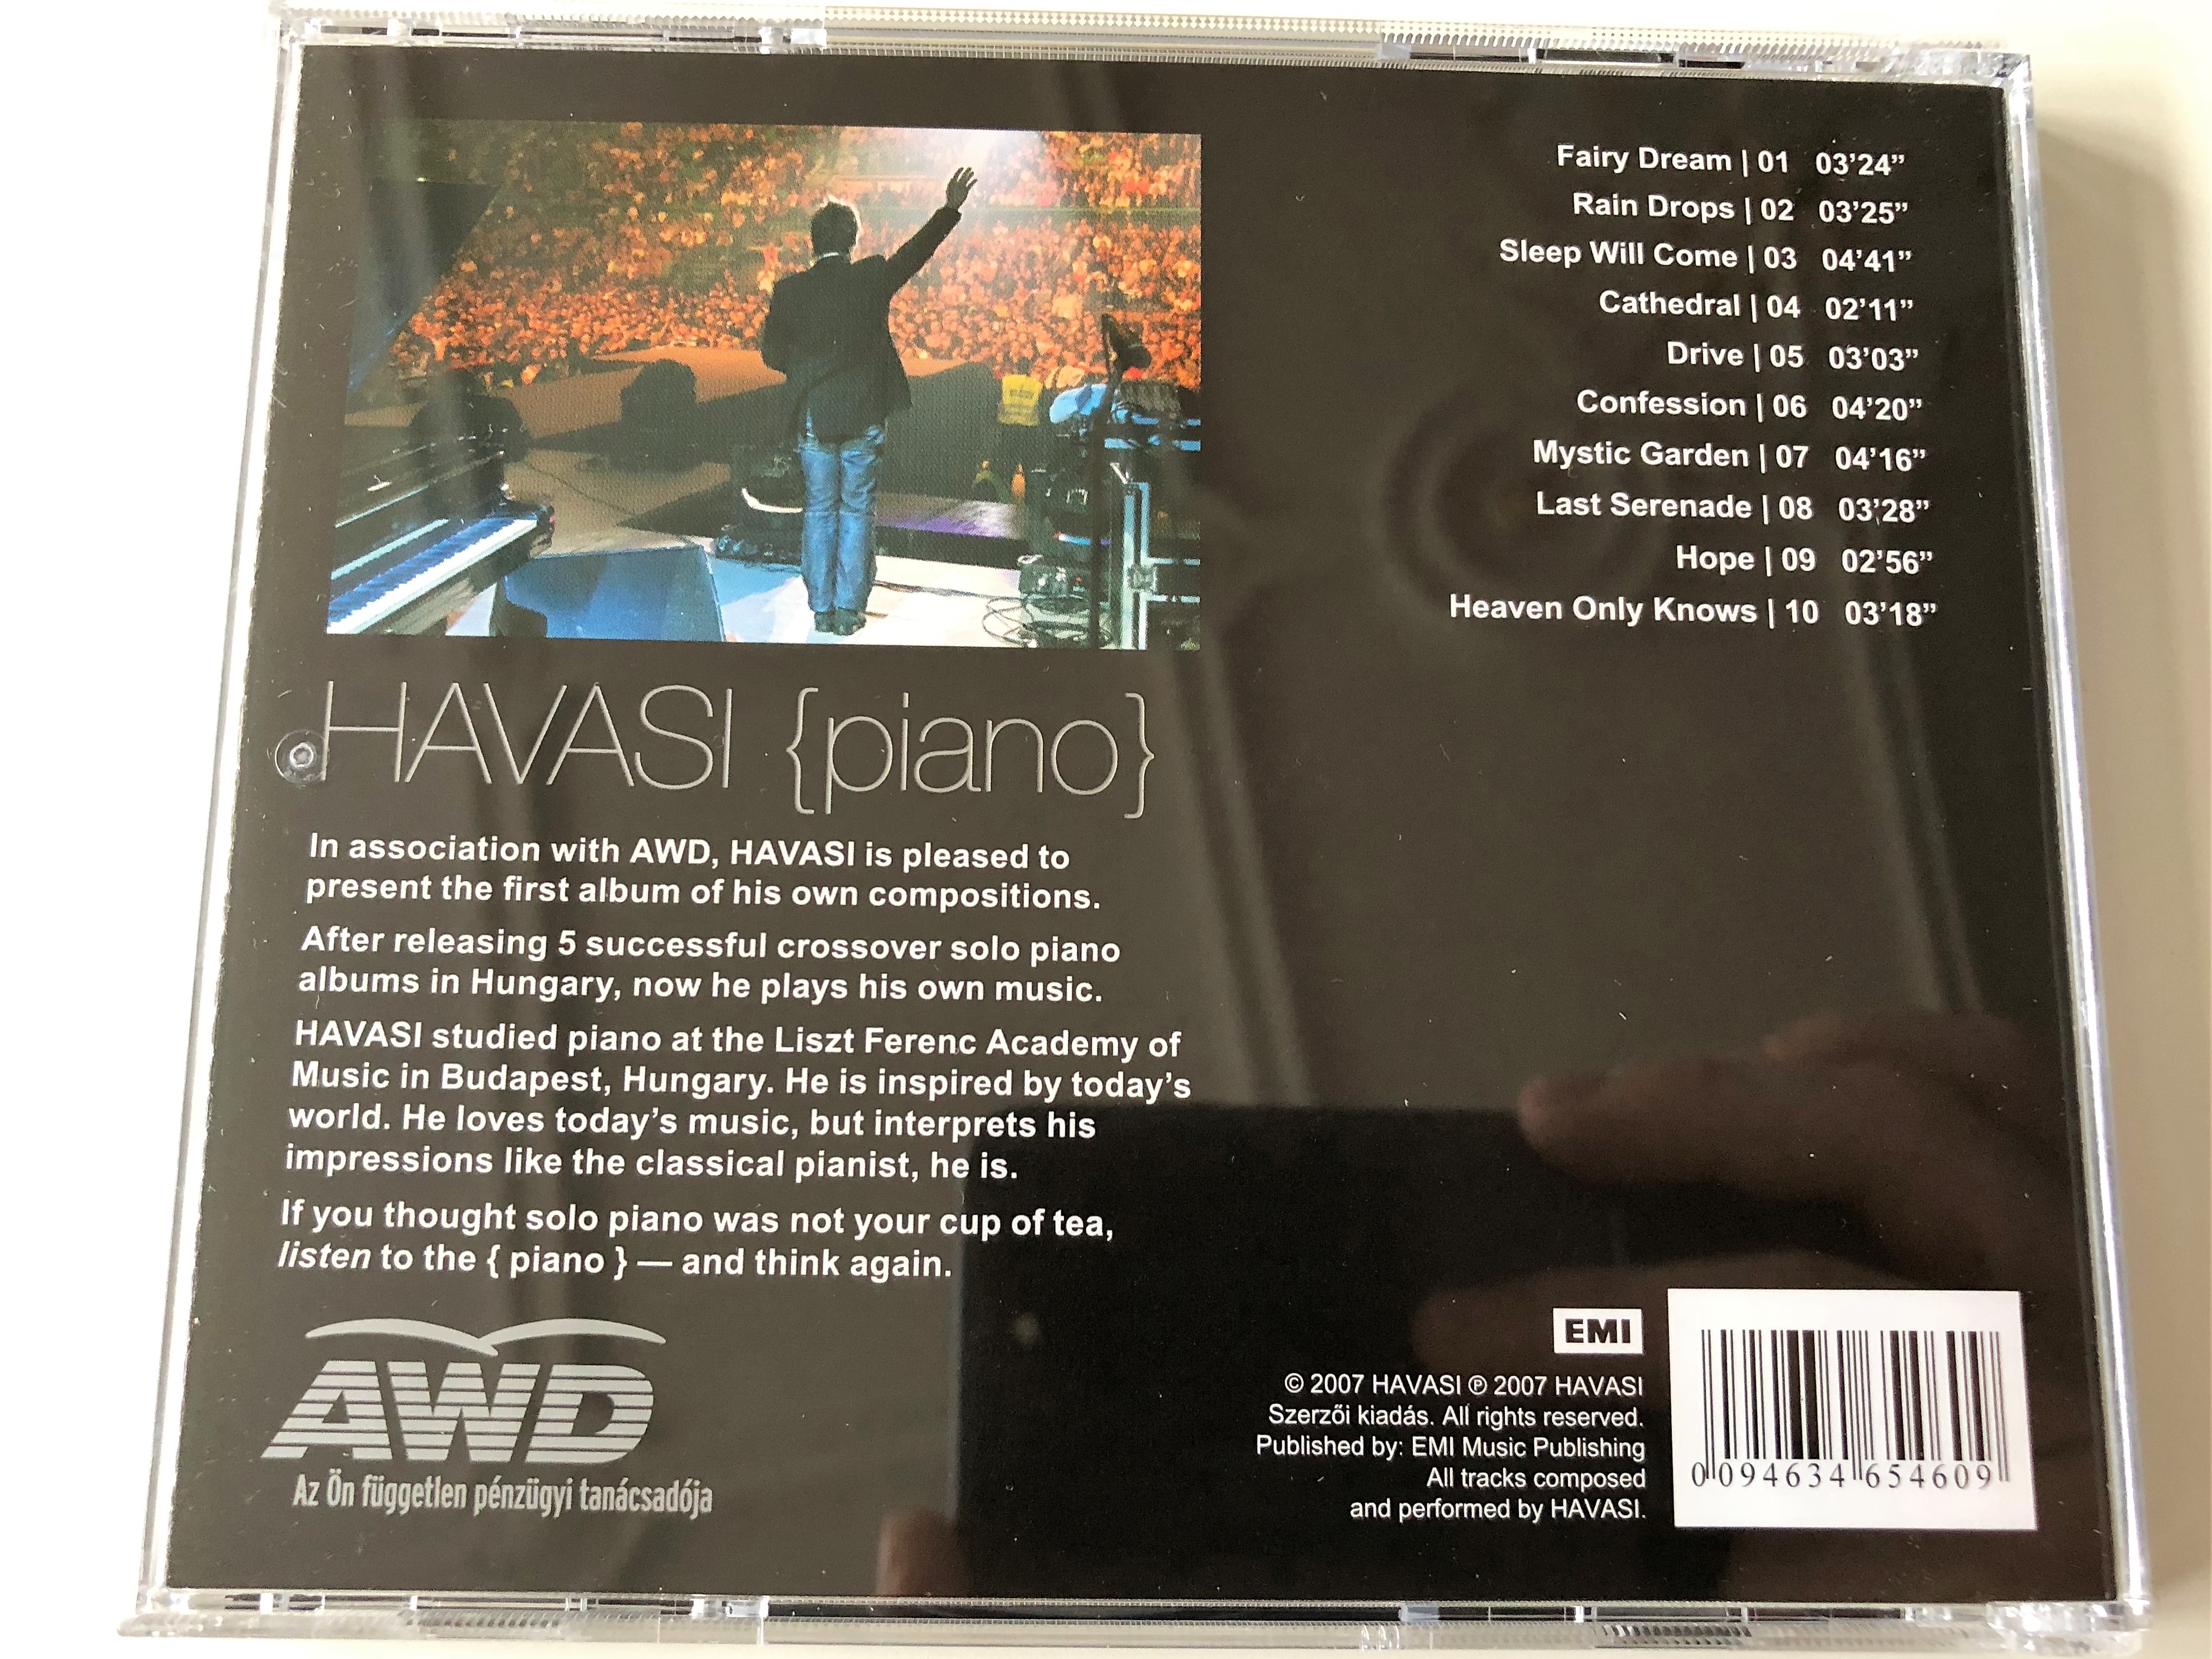 Fairy Dream | 01 03’24”
Rain Drops | 02 03’25”
Sleep Will Come | 03 04’41”
Cathedral | 04 02’11”
Drive | 05 03’03”
Confession | 06 04’20”
Mystic Garden | 07 04’16”
Last Serenade | 08 03’28”
Hope | 09 02’56”
Heaven Only Knows | 10 03’18”
HAVASI {piano}
In association with AWD, HAVASI is pleased to
present the first album of his own compositions.
After releasing 5 successful crossover solo piano
albums in Hungary, now he plays his own music.
HAVASI studied piano at the Liszt Ferenc Academy of
Music in Budapest, Hungary. He is inspired by today’s
world. He loves today’s music, but interprets his
impressions like the classical pianist, he is.
If you thought solo piano was not your cup of tea,
listen to the { piano } — and think again.
AWD
Az Ön független pénzügyi tanácsadója
EMI
© 2007 HAVASI ℗ 2007 HAVASI
Szerzői kiadás. All rights reserved.
Published by: EMI Music Publishing
All tracks composed
and performed by HAVASI.
0 094634 654609